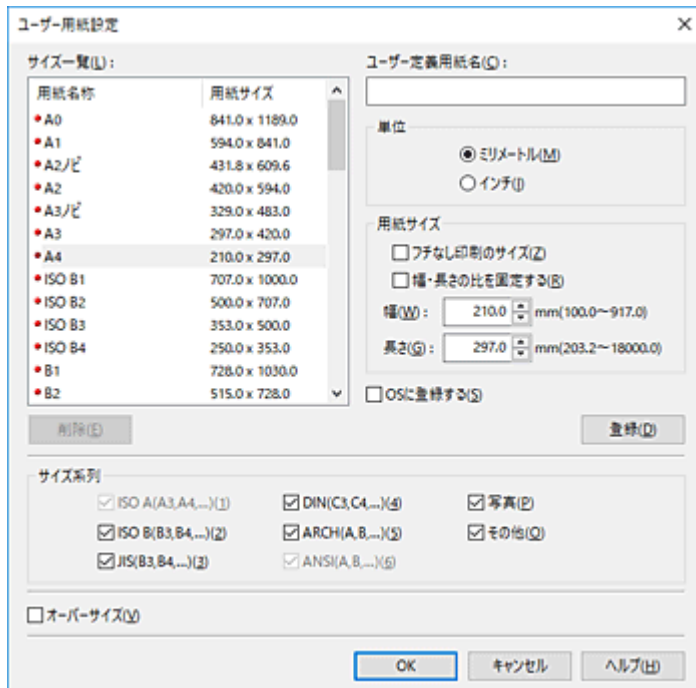 ユーザー用紙設定
サイズ一覧(L):
用紙名称 用紙サイズ
A0 841.0 x 1189.0
A1 594.0 x 841.0
A2ノビ 431.8 x 609.6
A2 420.0 x 594.0
A3ノビ 329.0 x 483.0
A3 297.0 x 420.0
A4 210.0 x 297.0
ISO B1 707.0 x 1000.0
ISO B2 500.0 x 707.0
ISO B3 353.0 x 500.0
ISO B4 250.0 x 353.0
B1 728.0 x 1030.0
B2 515.0 x 728.0
削除(E)
ユーザー定義用紙名(C):
単位
ミリメートル(M)
インチ(I)
用紙サイズ
フチなし印刷のサイズ(Z)
幅・長さの比を固定する(R)
幅(W): 210.0 mm(100.0～917.0)
長さ(G): 297.0 mm(203.2～18000.0)
OSに登録する(S)
登録(D)
サイズ系列
ISO A(A3,A4,...)(1) DIN(C3,C4,...)(4) 写真(P)
ISO B(B3,B4,...)(2) ARCH(A,B,...)(5) その他(O)
JIS(B3,B4,...)(3) ANSI(A,B,...)(6)
オーバーサイズ(V)
OK キャンセル ヘルプ(H)